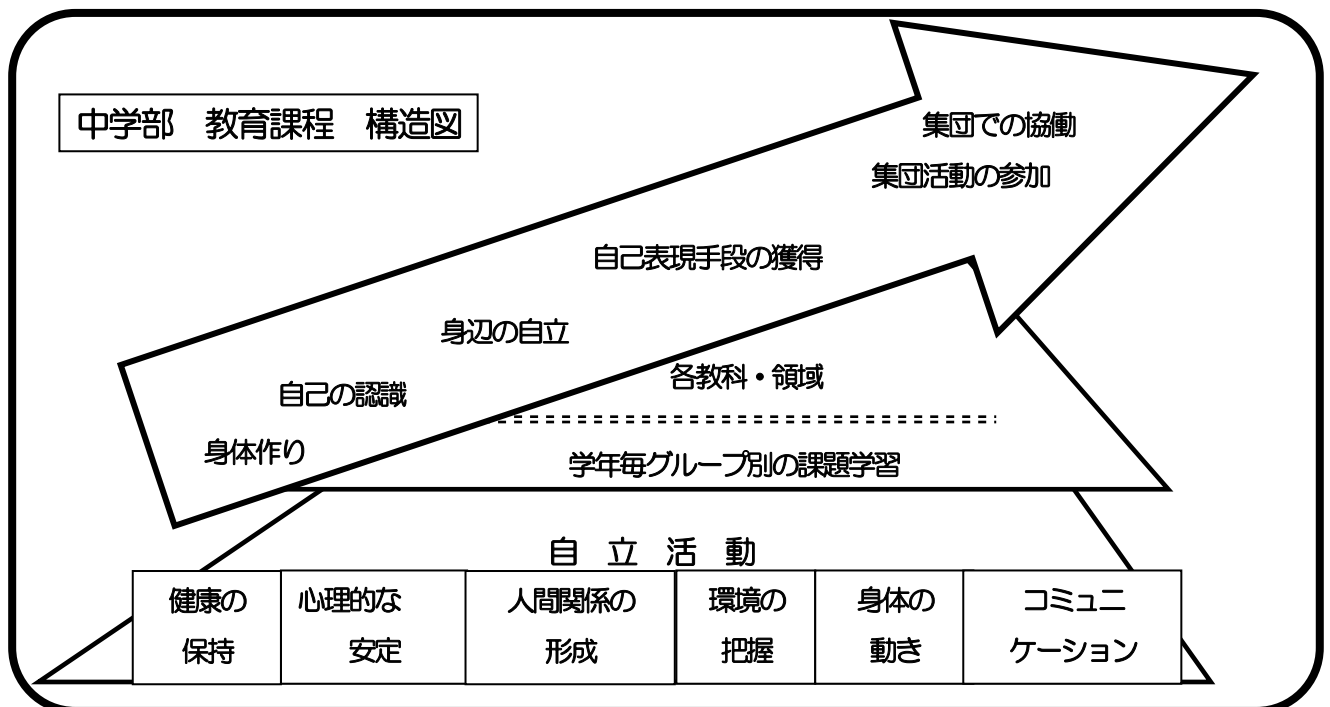 中学部 教育課程 構造図
集団での協働
集団活動の参加
自己表現手段の獲得
身辺の自立
自己の認識
身体作り
各教科・領域
学年毎グループ別の課題学習
自 立 活 動
健康の
保持
心理的な
安定
人間関係の
形成
環境の
把握
身体の
動き
コミュニ
ケーション